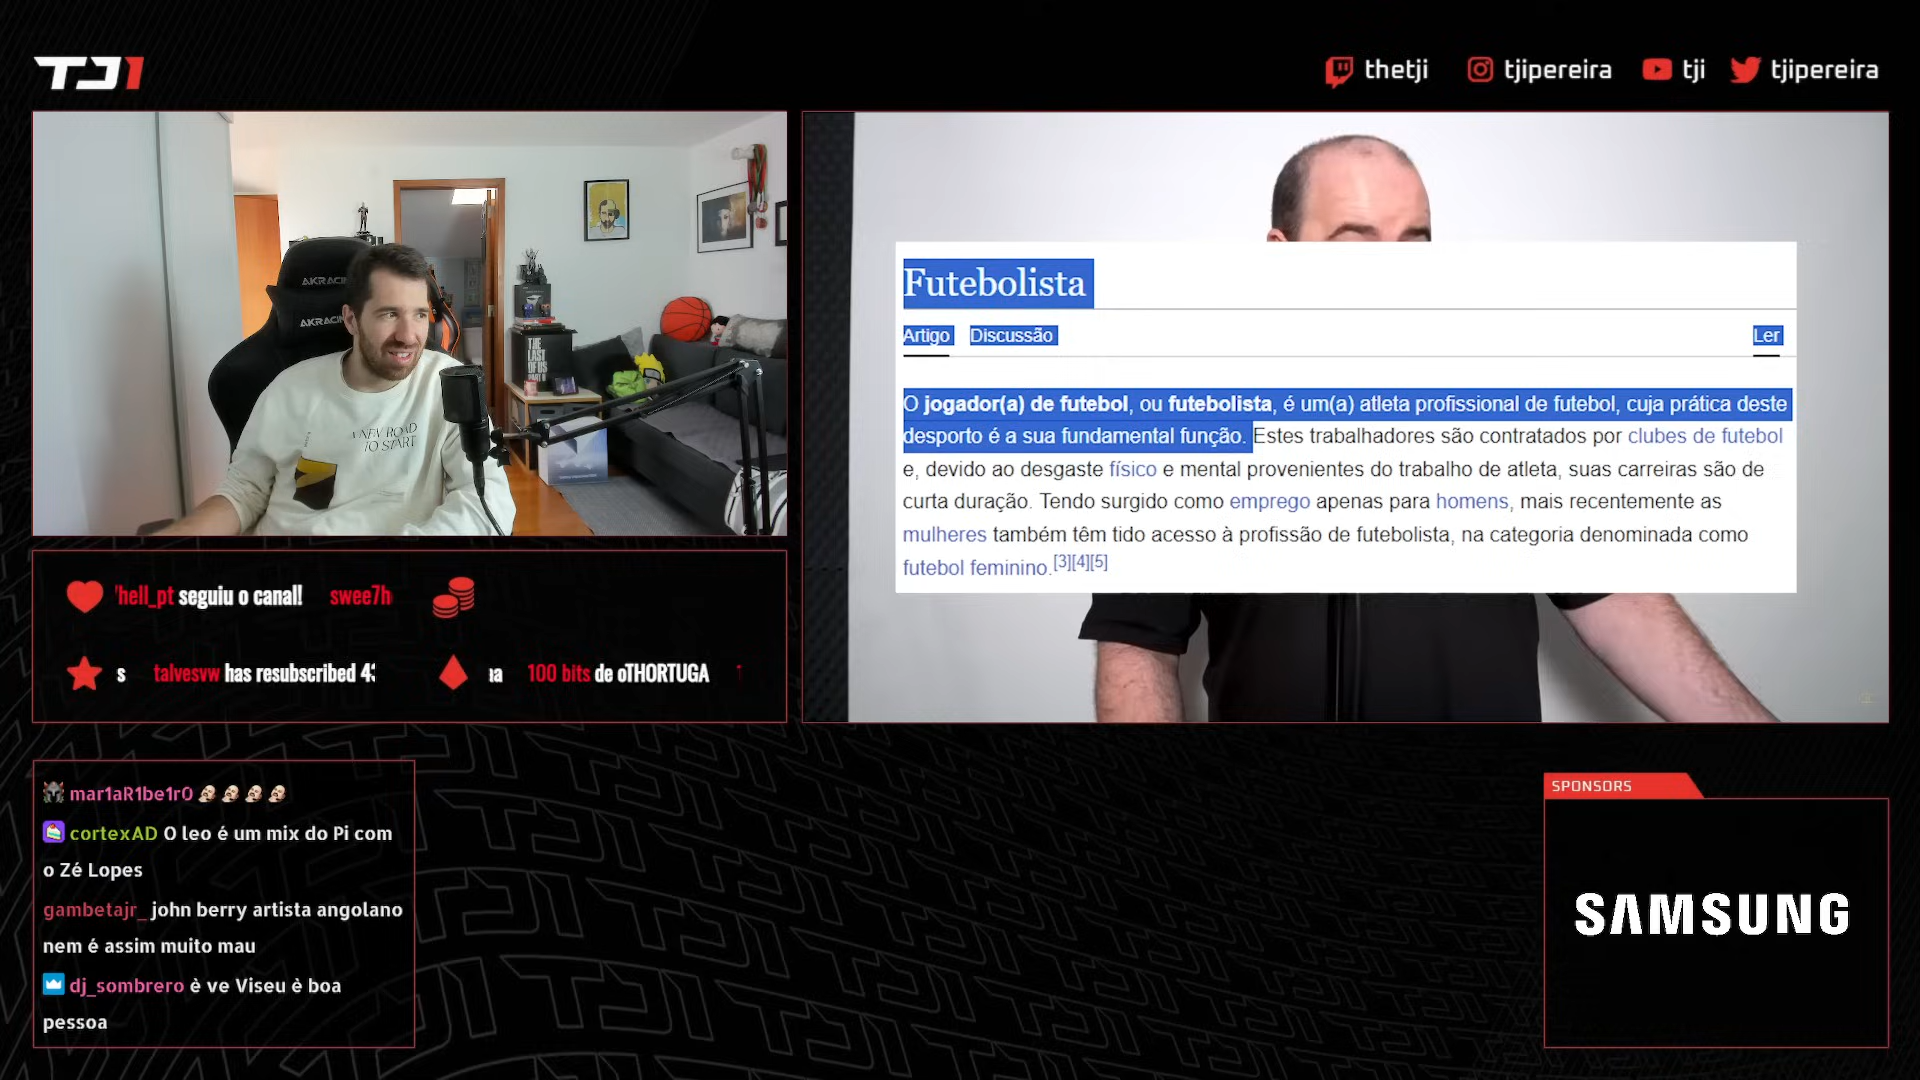 TJ1
thetji
tjipereira
tji
tjipereira
AKRACING
AKRACING
THE
LAST
OF US
A NEW ROAD
TO START
Futebolista
Artigo Discussão Ler
O jogador(a) de futebol, ou futebolista, é um(a) atleta profissional de futebol, cuja prática deste
desporto é a sua fundamental função. Estes trabalhadores são contratados por clubes de futebol
e, devido ao desgaste físico e mental provenientes do trabalho de atleta, suas carreiras são de
curta duração. Tendo surgido como emprego apenas para homens, mais recentemente as
mulheres também têm tido acesso à profissão de futebolista, na categoria denominada como
futebol feminino.[3][4][5]
'hell_pt seguiu o canal! swee7h
s talvesvw has resubscribed 43
na 100 bits de oTHORTUGA
mar1aR1be1r0
cortexAD O leo é um mix do Pi com
o Zé Lopes
gambetajr_ john berry artista angolano
nem é assim muito mau
dj_sombrero è ve Viseu è boa
pessoa
SPONSORS
SAMSUNG